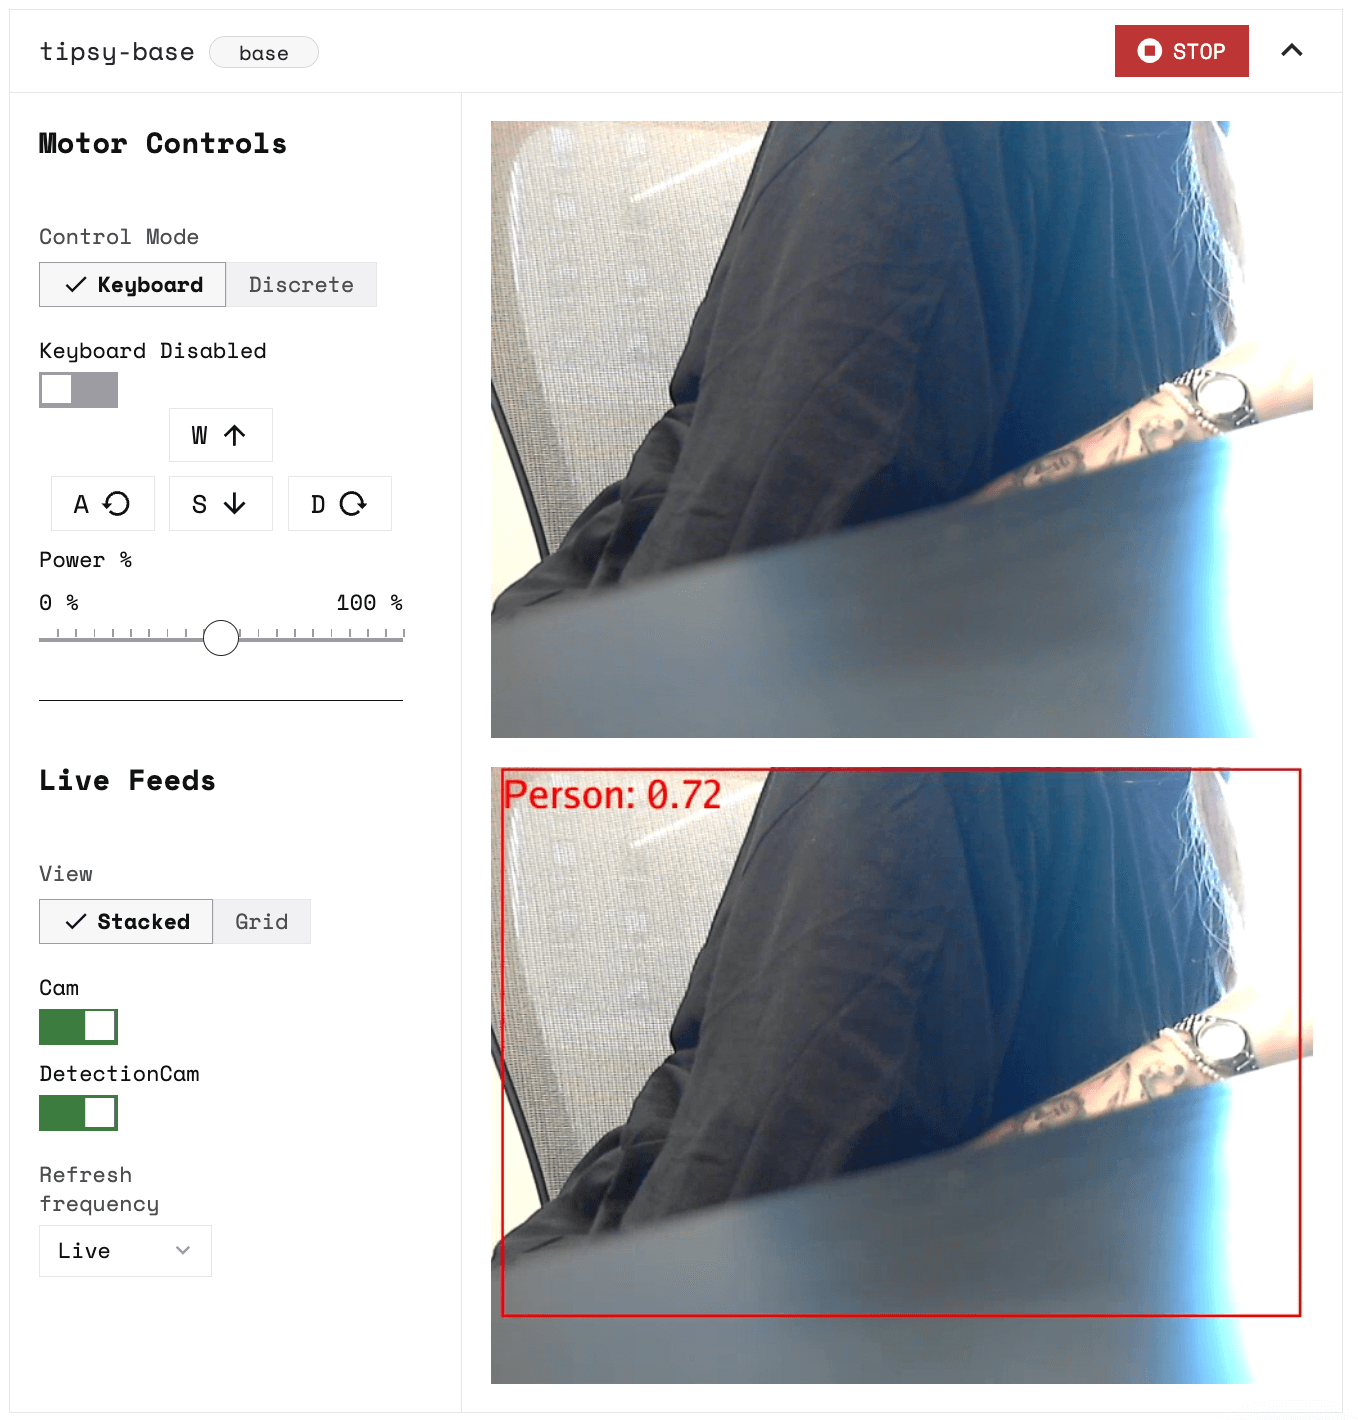 tipsy-base base STOP
Motor Controls
Control Mode
Keyboard Discrete
Keyboard Disabled
W
A S D
Power %
0 % 100 %
Live Feeds
View
Stacked Grid
Cam
DetectionCam
Refresh
frequency
Live
Person: 0.72